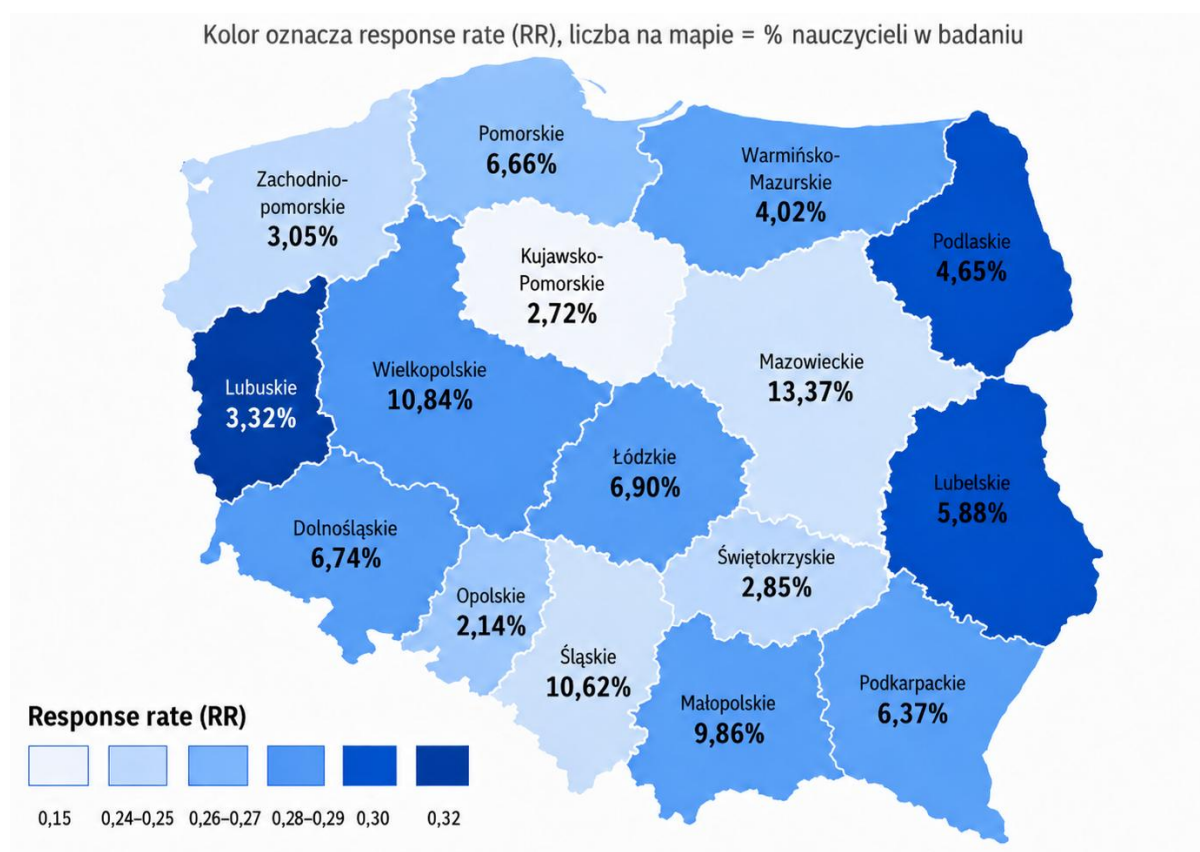 Kolor oznacza response rate (RR), liczba na mapie = % nauczycieli w badaniu
Pomorskie
6,66%
Warmińsko-
Mazurskie
4,02%
Zachodnio-
pomorskie
3,05%
Podlaskie
4,65%
Kujawsko-
Pomorskie
2,72%
Mazowieckie
13,37%
Wielkopolskie
10,84%
Lubuskie
3,32%
Łódzkie
6,90%
Lubelskie
5,88%
Dolnośląskie
6,74%
Świętokrzyskie
2,85%
Opolskie
2,14%
Śląskie
10,62%
Małopolskie
9,86%
Podkarpackie
6,37%
Response rate (RR)
0,15 0,24–0,25 0,26–0,27 0,28–0,29 0,30 0,32